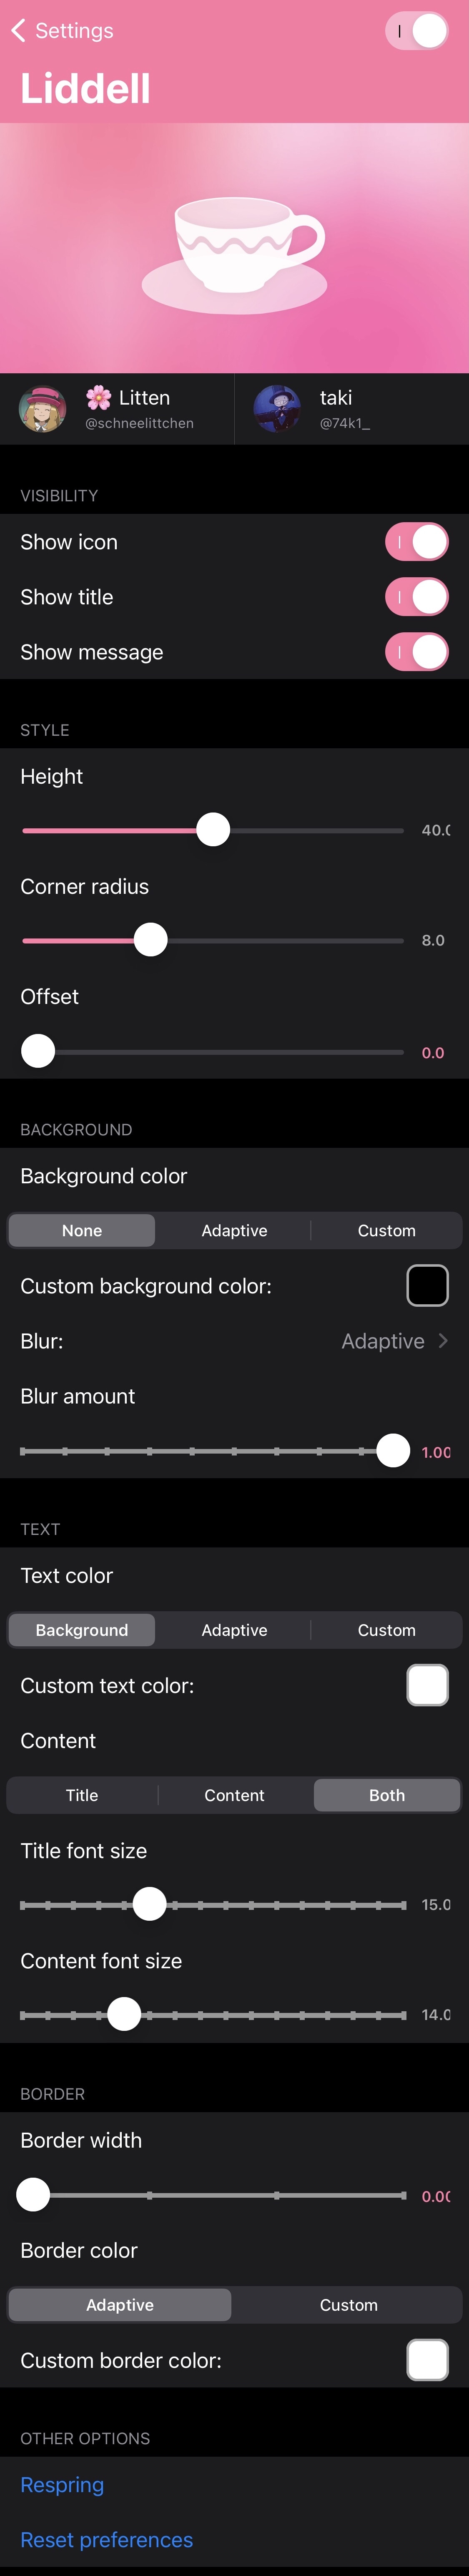 Settings
Liddell
🌸 Litten
@schneelittchen
taki
@74k1_
VISIBILITY
Show icon
Show title
Show message
STYLE
Height
40.0
Corner radius
8.0
Offset
0.0
BACKGROUND
Background color
None Adaptive Custom
Custom background color:
Blur: Adaptive
Blur amount
1.00
TEXT
Text color
Background Adaptive Custom
Custom text color:
Content
Title Content Both
Title font size
15.0
Content font size
14.0
BORDER
Border width
0.00
Border color
Adaptive Custom
Custom border color:
OTHER OPTIONS
Respring
Reset preferences